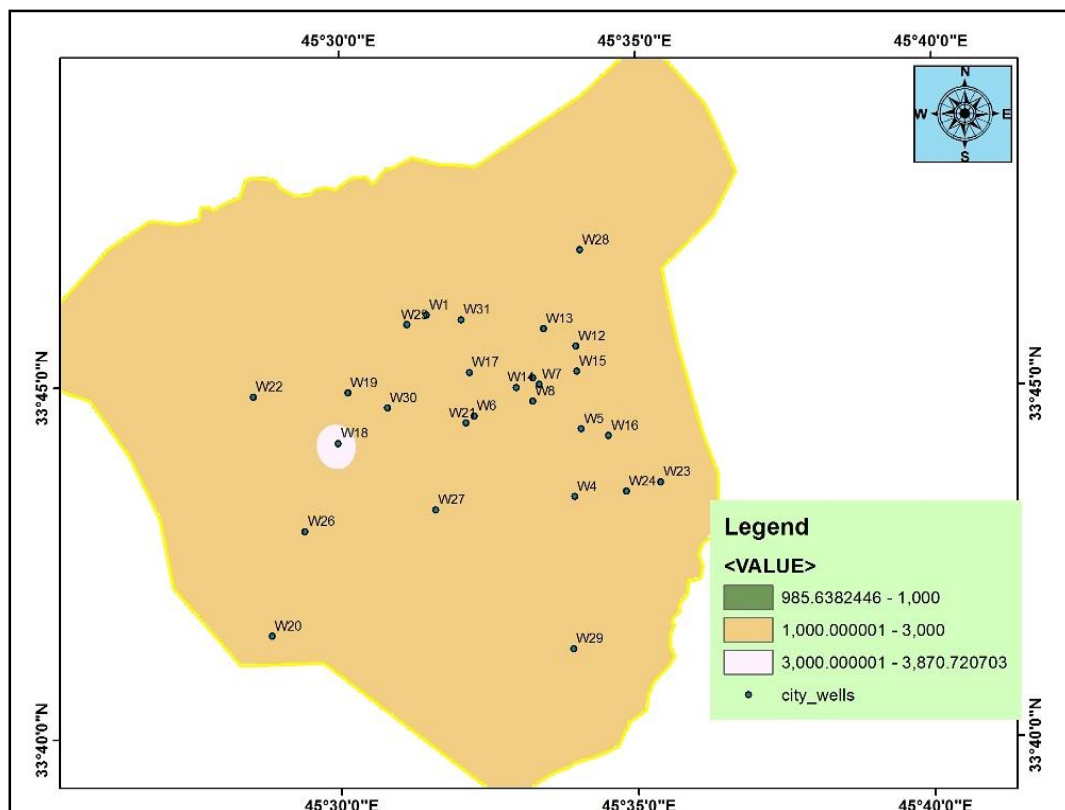 45°30'0"E
45°35'0"E
45°40'0"E
N
W
E
S
W28
W1
W31
W25
W13
W12
W17
W15
W14
W7
W22
W19
W30
W8
W6
W21
W5
W16
W18
W23
W24
W4
W27
W26
W20
W29
33°45'0"N
33°45'0"N
33°40'0"N
33°40'0"N
Legend
<VALUE>
985.6382446 - 1,000
1,000.000001 - 3,000
3,000.000001 - 3,870.720703
city_wells
45°30'0"E
45°35'0"E
45°40'0"E